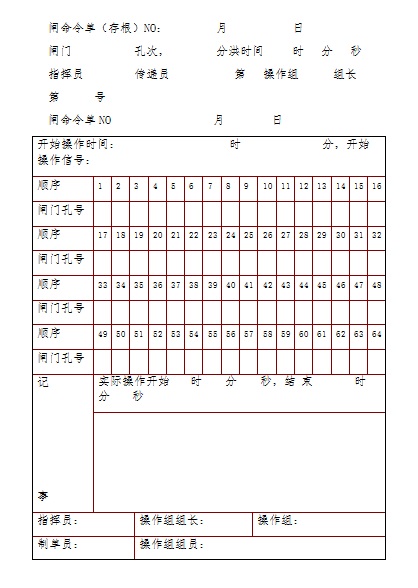 闸命令单（存根）NO： 月 日
闸门 孔次， 分洪时间 时 分 秒
指挥员 传递员 第 操作组 组长
第 号
闸命令单 NO 月 日
开始操作时间： 时 分，开始
操作信号：
顺序 1 2 3 4 5 6 7 8 9 10 11 12 13 14 15 16
闸门孔号
顺序 17 18 19 20 21 22 23 24 25 26 27 28 29 30 31 32
闸门孔号
顺序 33 34 35 36 37 38 39 40 41 42 43 44 45 46 47 48
闸门孔号
顺序 49 50 51 52 53 54 55 56 57 58 59 60 61 62 63 64
闸门孔号
记 实际操作开始 时 分 秒，结 束 时
分 秒
事
指挥员： 操作组组长： 操作组：
制单员： 操作组组员：